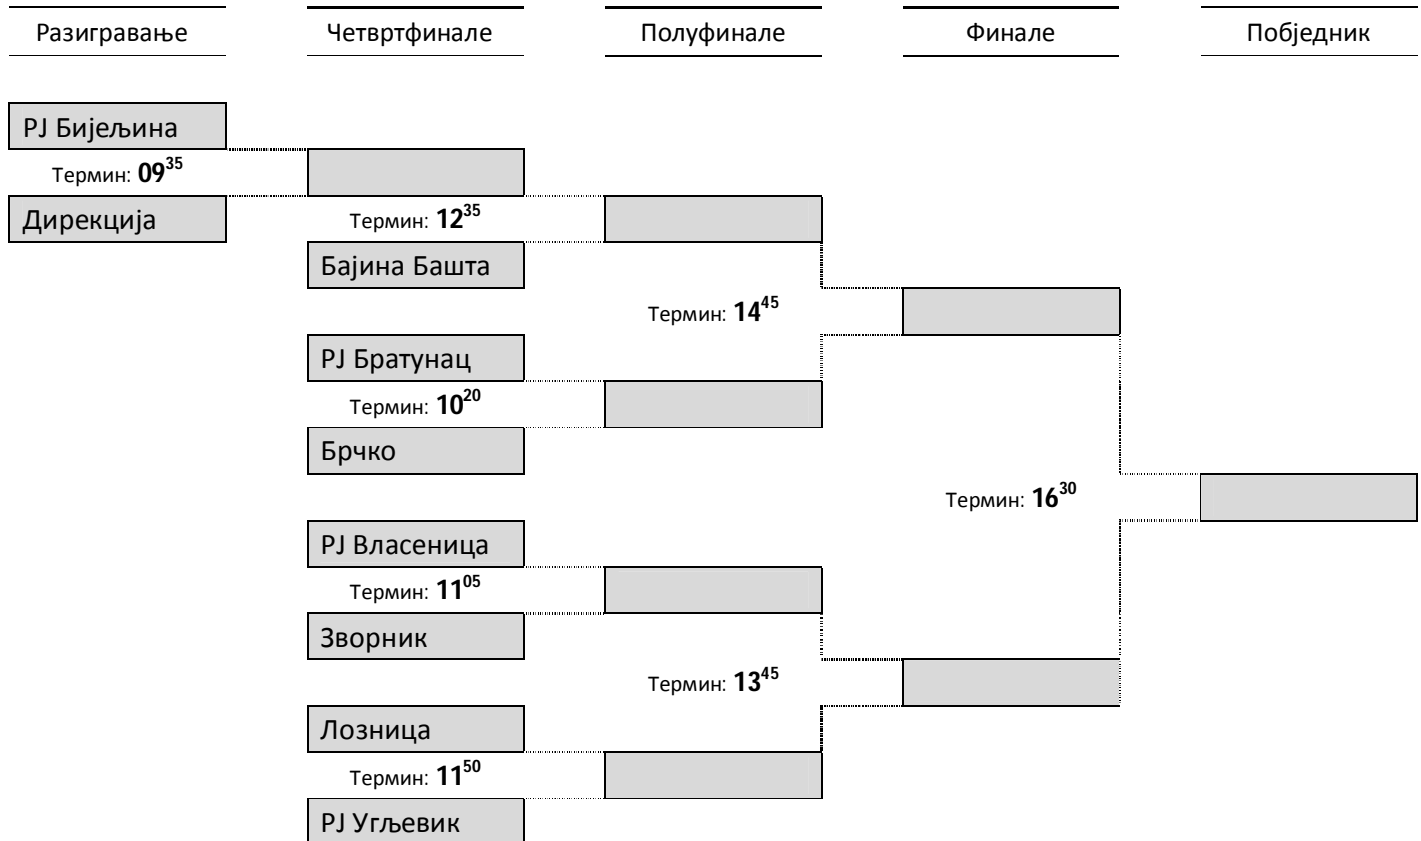 Разигравање Четвртфинале Полуфинале Финале Побједник
РЈ Бијељина
Термин: 09³⁵
Дирекција
Термин: 12³⁵
Бајина Башта
Термин: 14⁴⁵
РЈ Братунац
Термин: 10²⁰
Брчко
Термин: 16³⁰
РЈ Власеница
Термин: 11⁰⁵
Зворник
Термин: 13⁴⁵
Лозница
Термин: 11⁵⁰
РЈ Угљевик